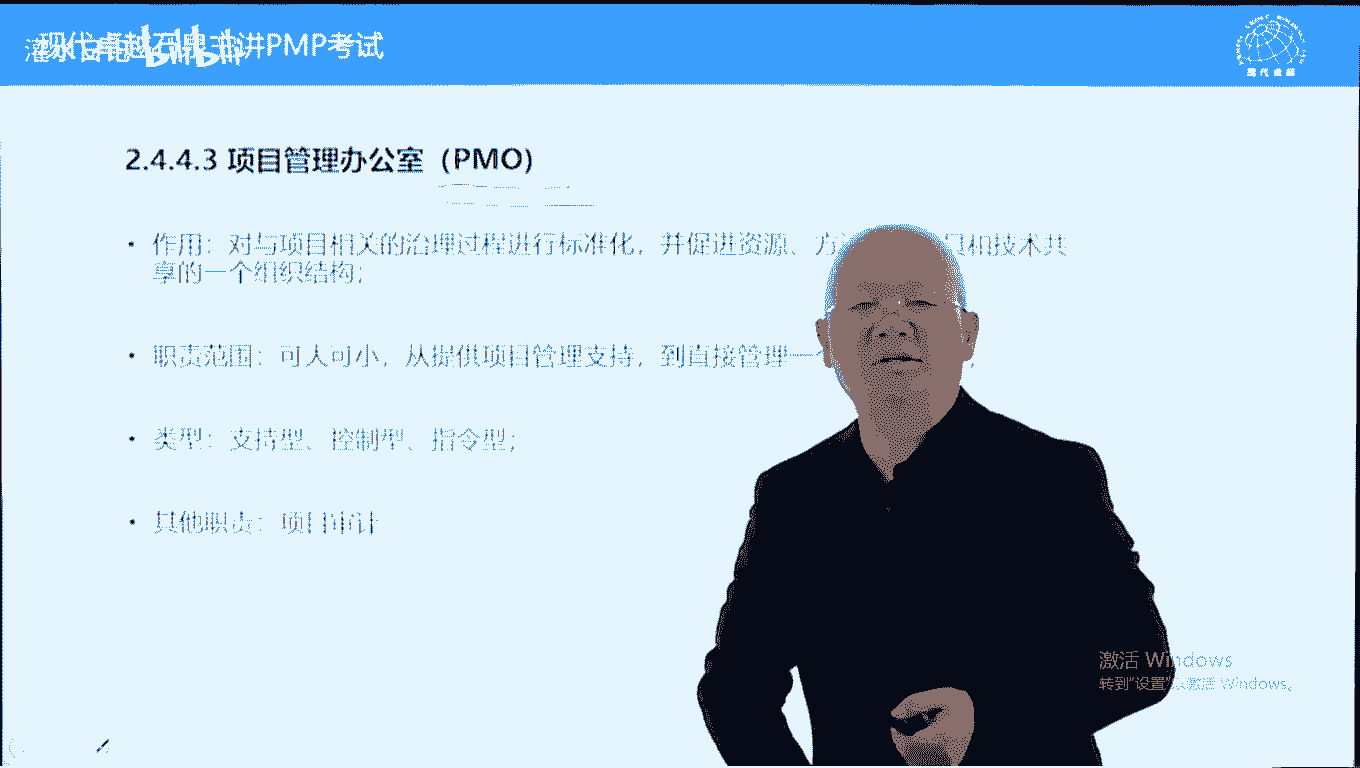 讲PMP考试
bilibili
现代卓越
2.4.4.3 项目管理办公室（PMO）
• 作用：对与项目相关的治理过程进行标准化，并促进资源、方 具和技术共
享的一个组织结构；
• 职责范围：可大可小，从提供项目管理支持，到直接管理一
• 类型：支持型、控制型、指令型；
• 其他职责：项目审计
激活 Windows
转到“设置”以激活 Windows。